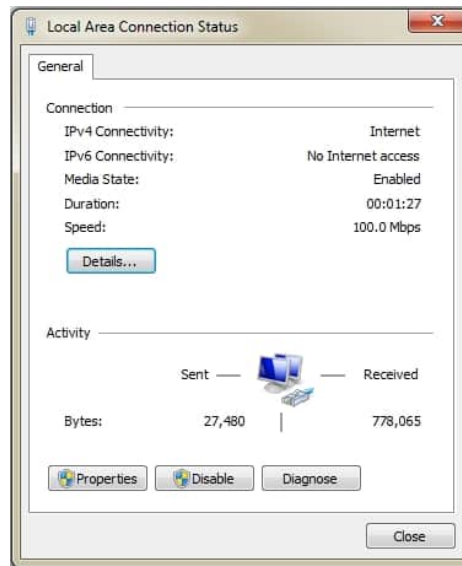 Local Area Connection Status
General
Connection
IPv4 Connectivity: Internet
IPv6 Connectivity: No Internet access
Media State: Enabled
Duration: 00:01:27
Speed: 100.0 Mbps
Details...
Activity
Sent Received
Bytes: 27,480 778,065
Properties Disable Diagnose
Close